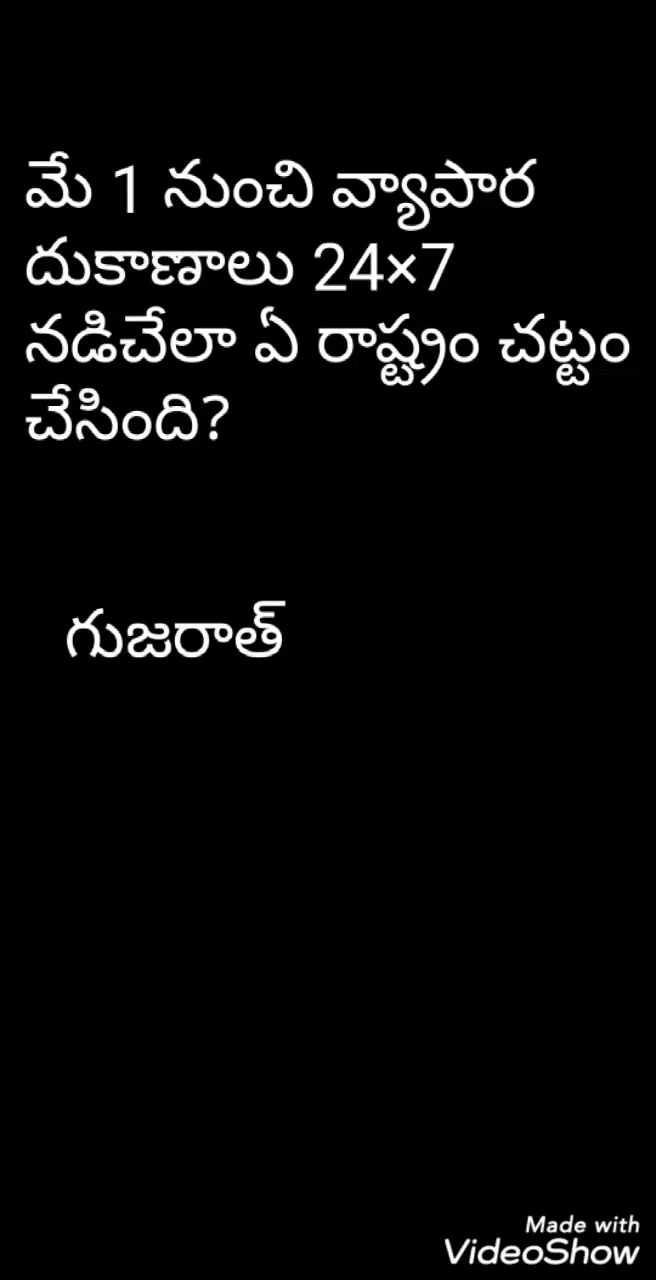 మే 1 నుంచి వ్యాపార
దుకాణాలు 24×7
నడిచేలా ఏ రాష్ట్రం చట్టం
చేసింది?
గుజరాత్
Made with
VideoShow